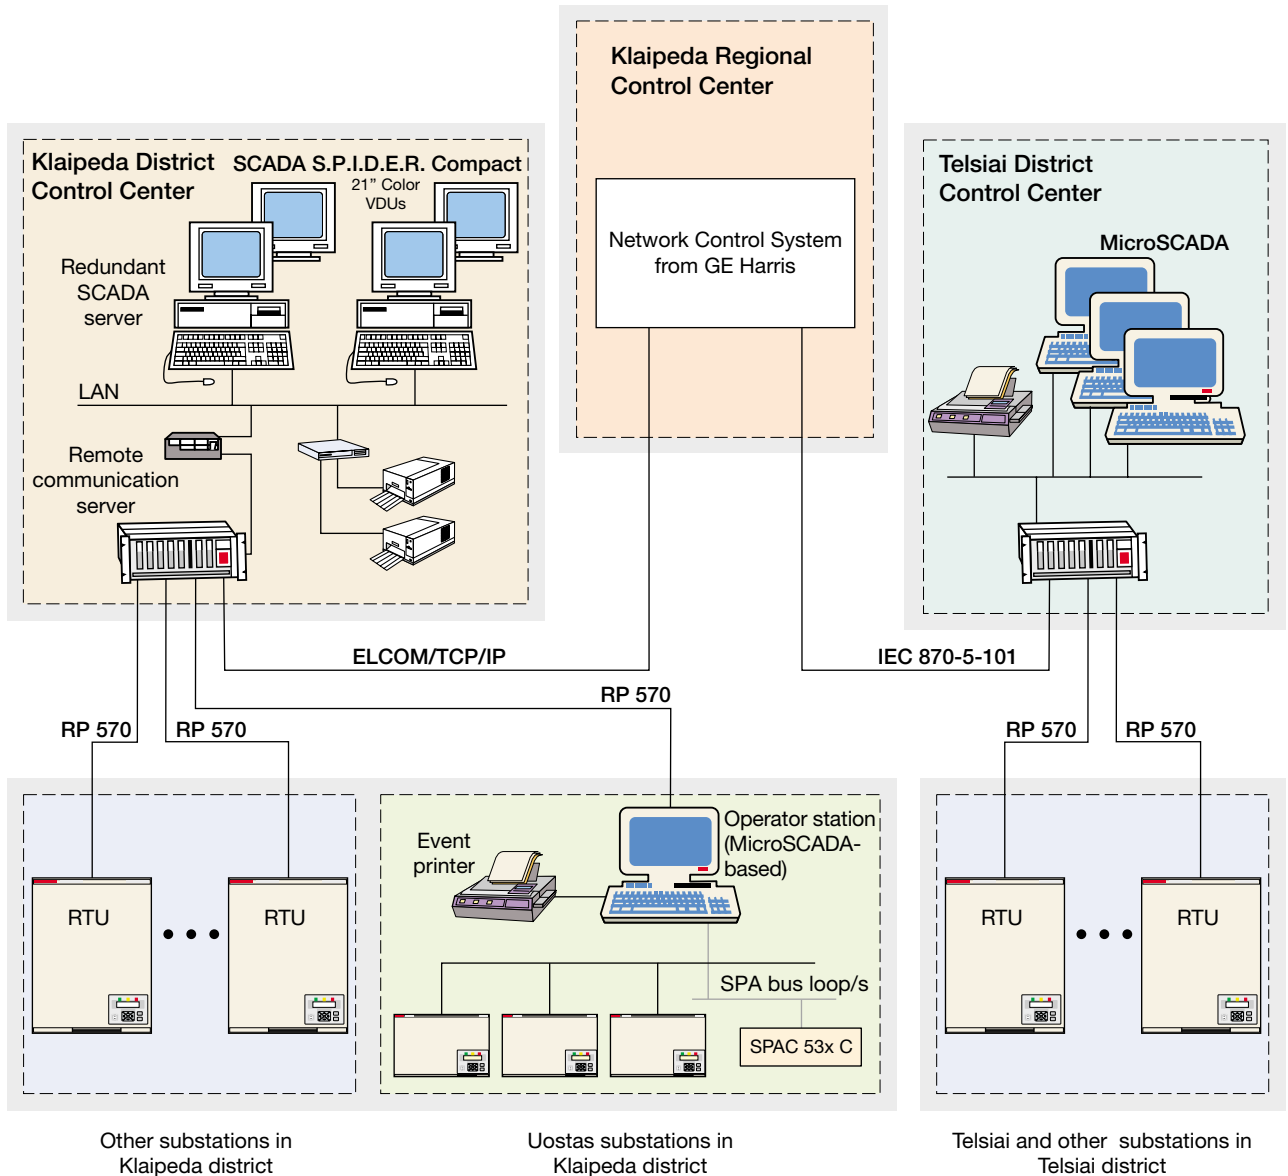 Klaipeda Regional
Control Center
Network Control System
from GE Harris
Klaipeda District
Control Center
SCADA S.P.I.D.E.R. Compact
21” Color
VDUs
Redundant
SCADA
server
LAN
Remote
communication
server
Telsiai District
Control Center
MicroSCADA
ELCOM/TCP/IP
IEC 870-5-101
RP 570
RP 570
RP 570
RP 570
RP 570
RTU
RTU
Event
printer
Operator station
(MicroSCADA-
based)
SPA bus loop/s
SPAC 53x C
RTU
RTU
Other substations in
Klaipeda district
Uostas substations in
Klaipeda district
Telsiai and other substations in
Telsiai district